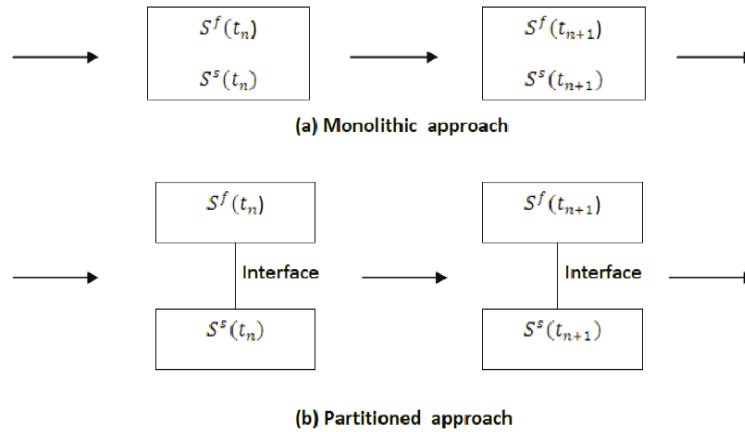 S^f(t_n) S^f(t_{n+1})
S^s(t_n) S^s(t_{n+1})
(a) Monolithic approach
S^f(t_n) S^f(t_{n+1})
Interface Interface
S^s(t_n) S^s(t_{n+1})
(b) Partitioned approach